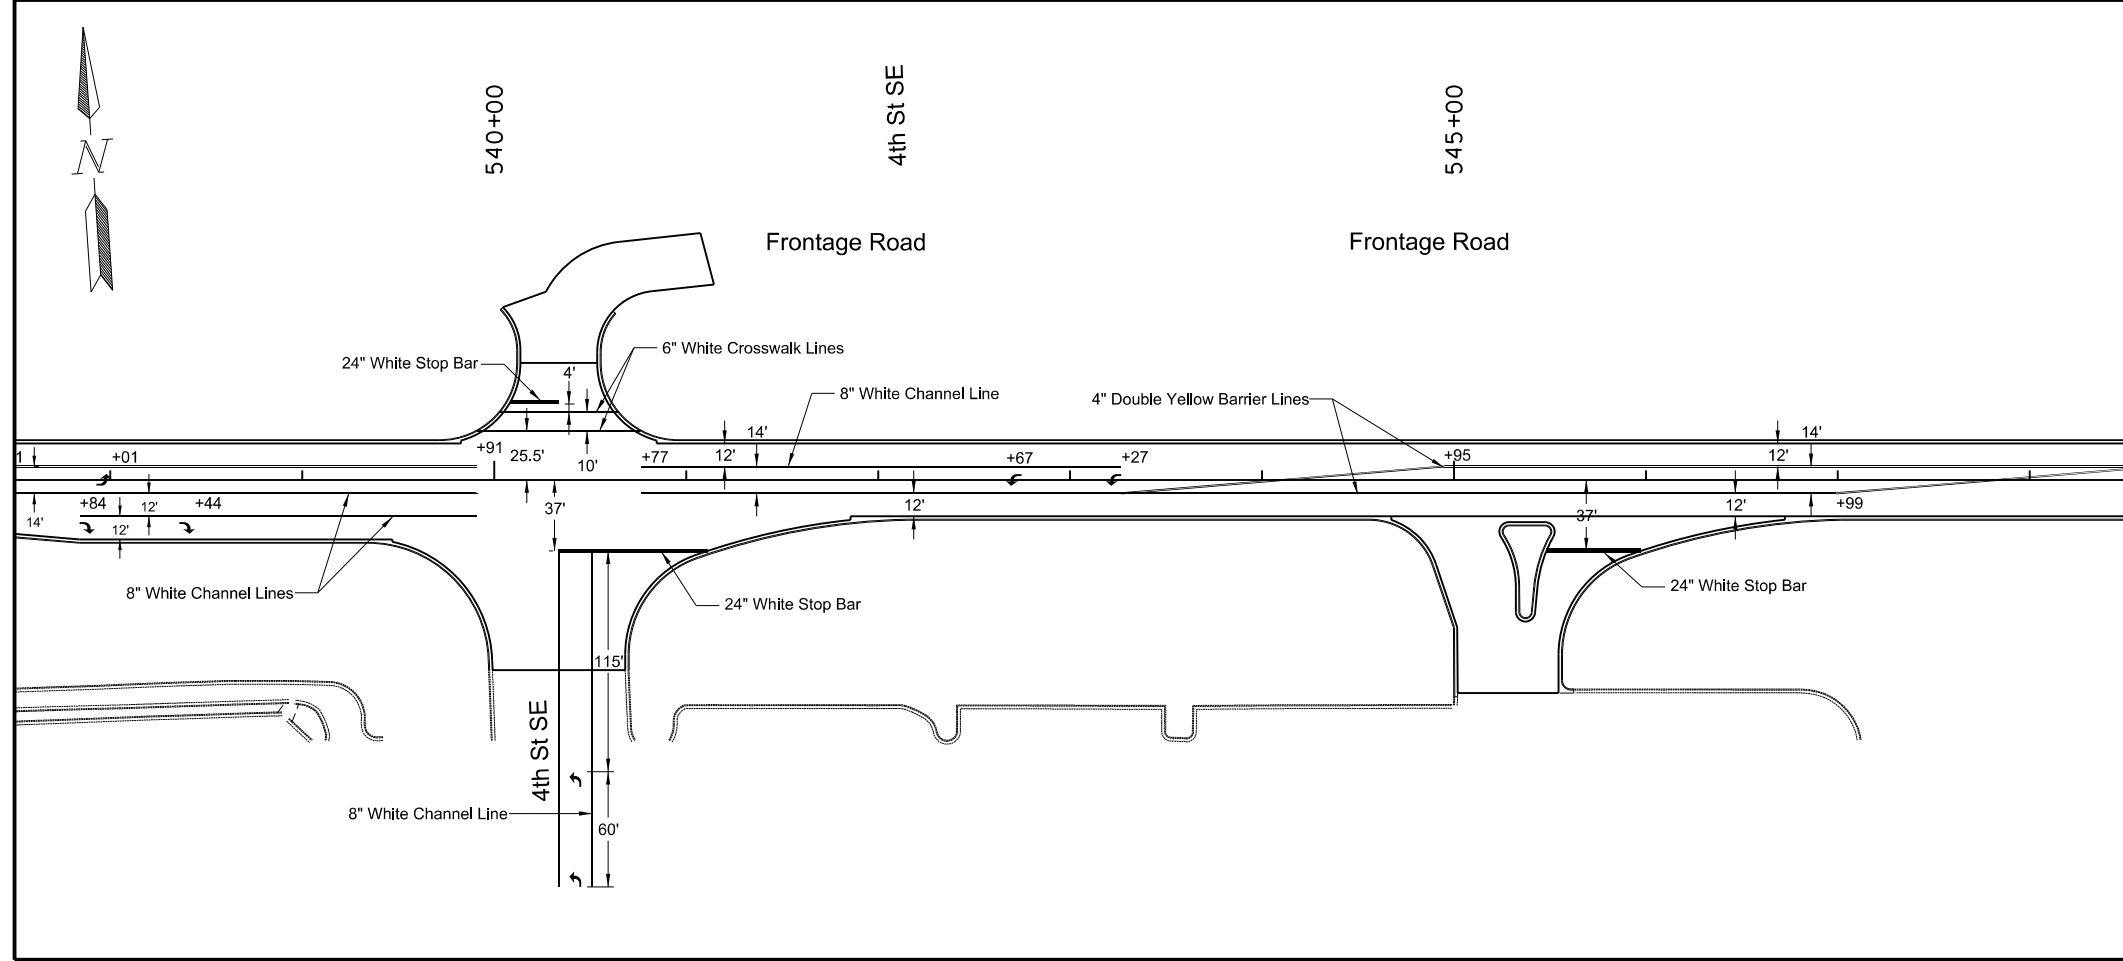 540+00
4th St SE
545+00
N
Frontage Road
Frontage Road
24" White Stop Bar
6" White Crosswalk Lines
4'
8" White Channel Line
4" Double Yellow Barrier Lines
14'
14'
1
+01
+91
25.5'
10'
+77
12'
+67
+27
+95
12'
+84
12'
+44
14'
12'
37'
12'
37'
12'
+99
8" White Channel Lines
24" White Stop Bar
24" White Stop Bar
115'
4th St SE
8" White Channel Line
60'